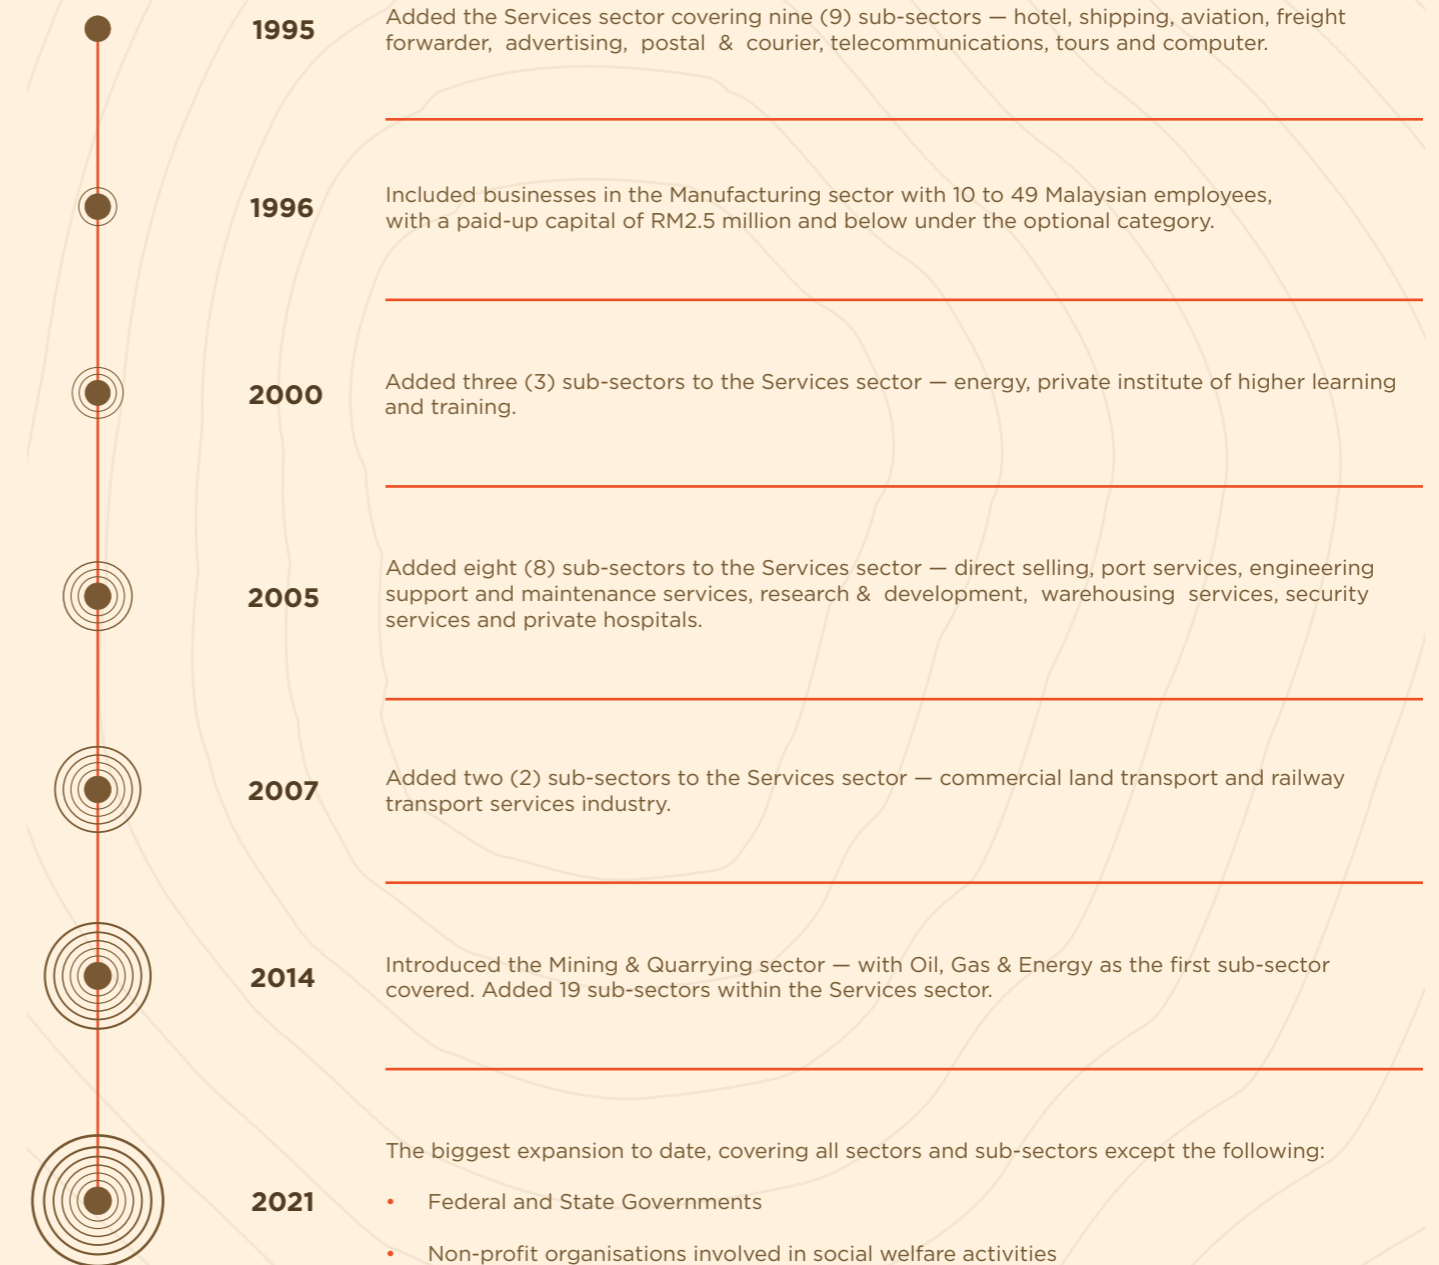 1995
Added the Services sector covering nine (9) sub-sectors — hotel, shipping, aviation, freight
forwarder, advertising, postal & courier, telecommunications, tours and computer.
1996
Included businesses in the Manufacturing sector with 10 to 49 Malaysian employees,
with a paid-up capital of RM2.5 million and below under the optional category.
2000
Added three (3) sub-sectors to the Services sector — energy, private institute of higher learning
and training.
2005
Added eight (8) sub-sectors to the Services sector — direct selling, port services, engineering
support and maintenance services, research & development, warehousing services, security
services and private hospitals.
2007
Added two (2) sub-sectors to the Services sector — commercial land transport and railway
transport services industry.
2014
Introduced the Mining & Quarrying sector — with Oil, Gas & Energy as the first sub-sector
covered. Added 19 sub-sectors within the Services sector.
2021
The biggest expansion to date, covering all sectors and sub-sectors except the following:
• Federal and State Governments
• Non-profit organisations involved in social welfare activities